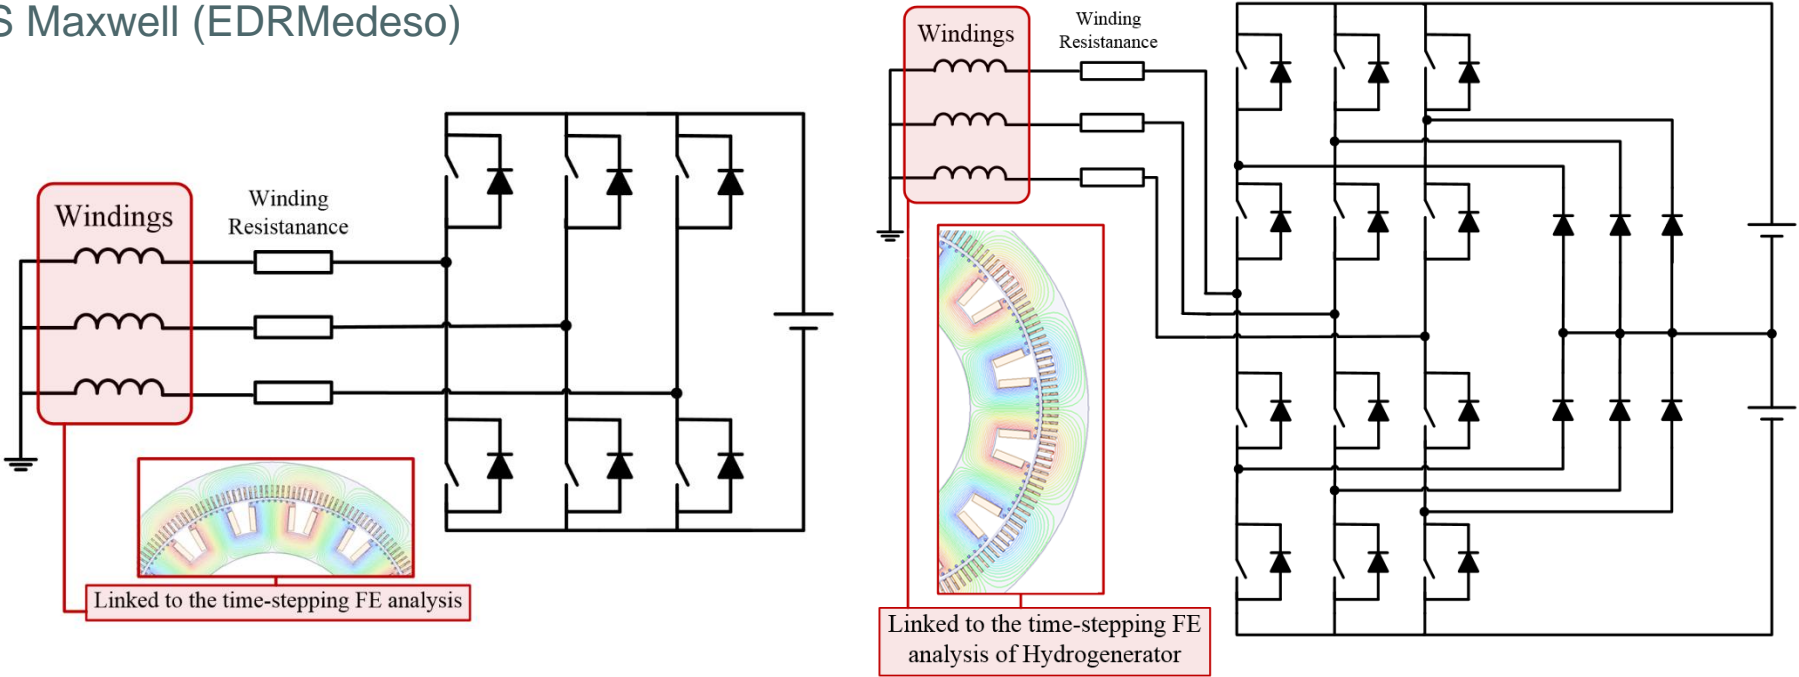 S Maxwell (EDRMedeso)
Windings
Winding
Resistanance
Linked to the time-stepping FE analysis
Windings
Winding
Resistanance
Linked to the time-stepping FE
analysis of Hydrogenerator